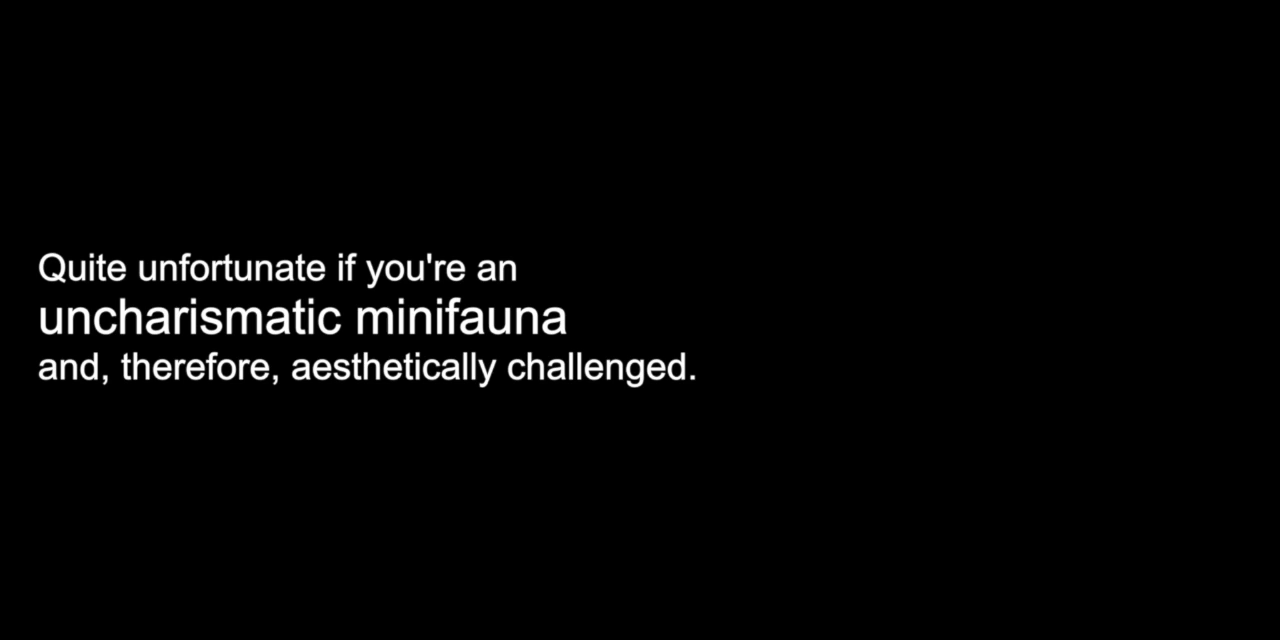 Quite unfortunate if you're an
uncharismatic minifauna
and, therefore, aesthetically challenged.